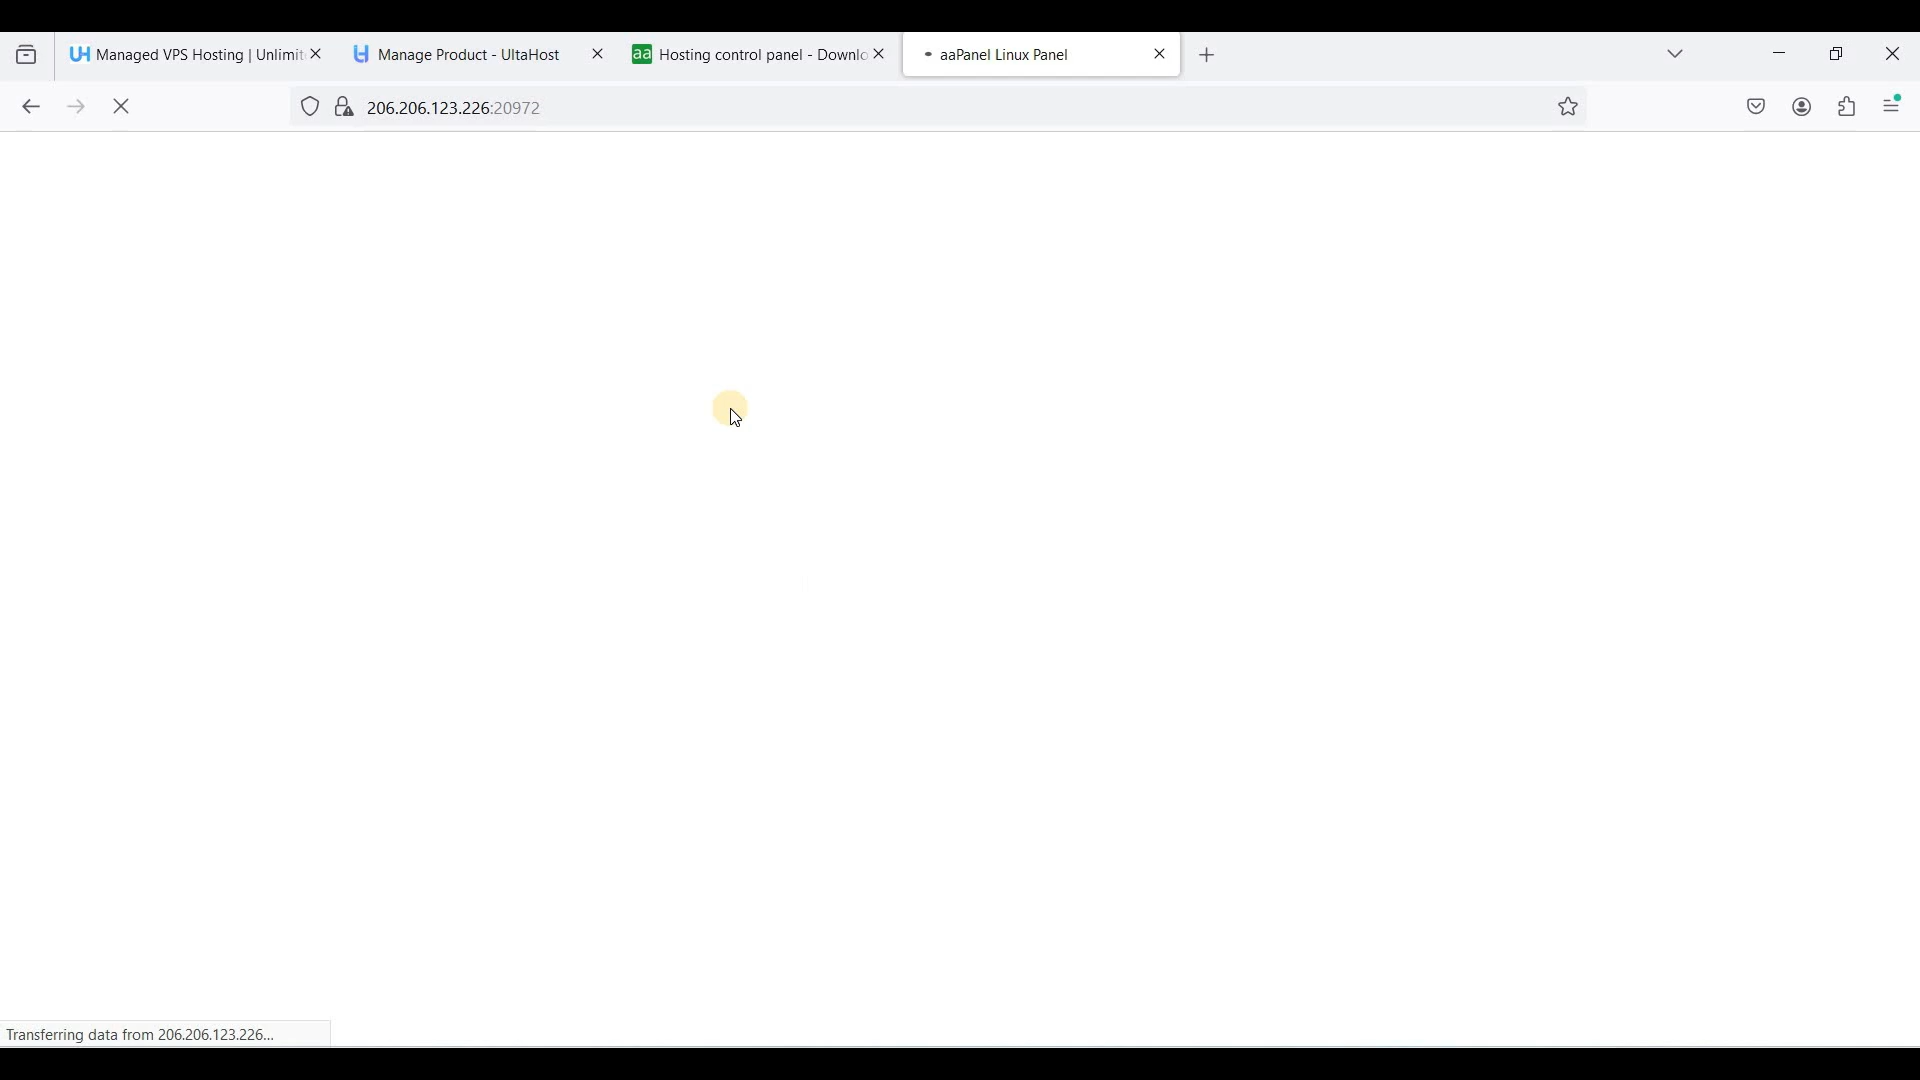 Managed VPS Hosting | Unlimit
Manage Product - UltaHost
aa Hosting control panel - Downlo
aaPanel Linux Panel
206.206.123.226:20972
Transferring data from 206.206.123.226...